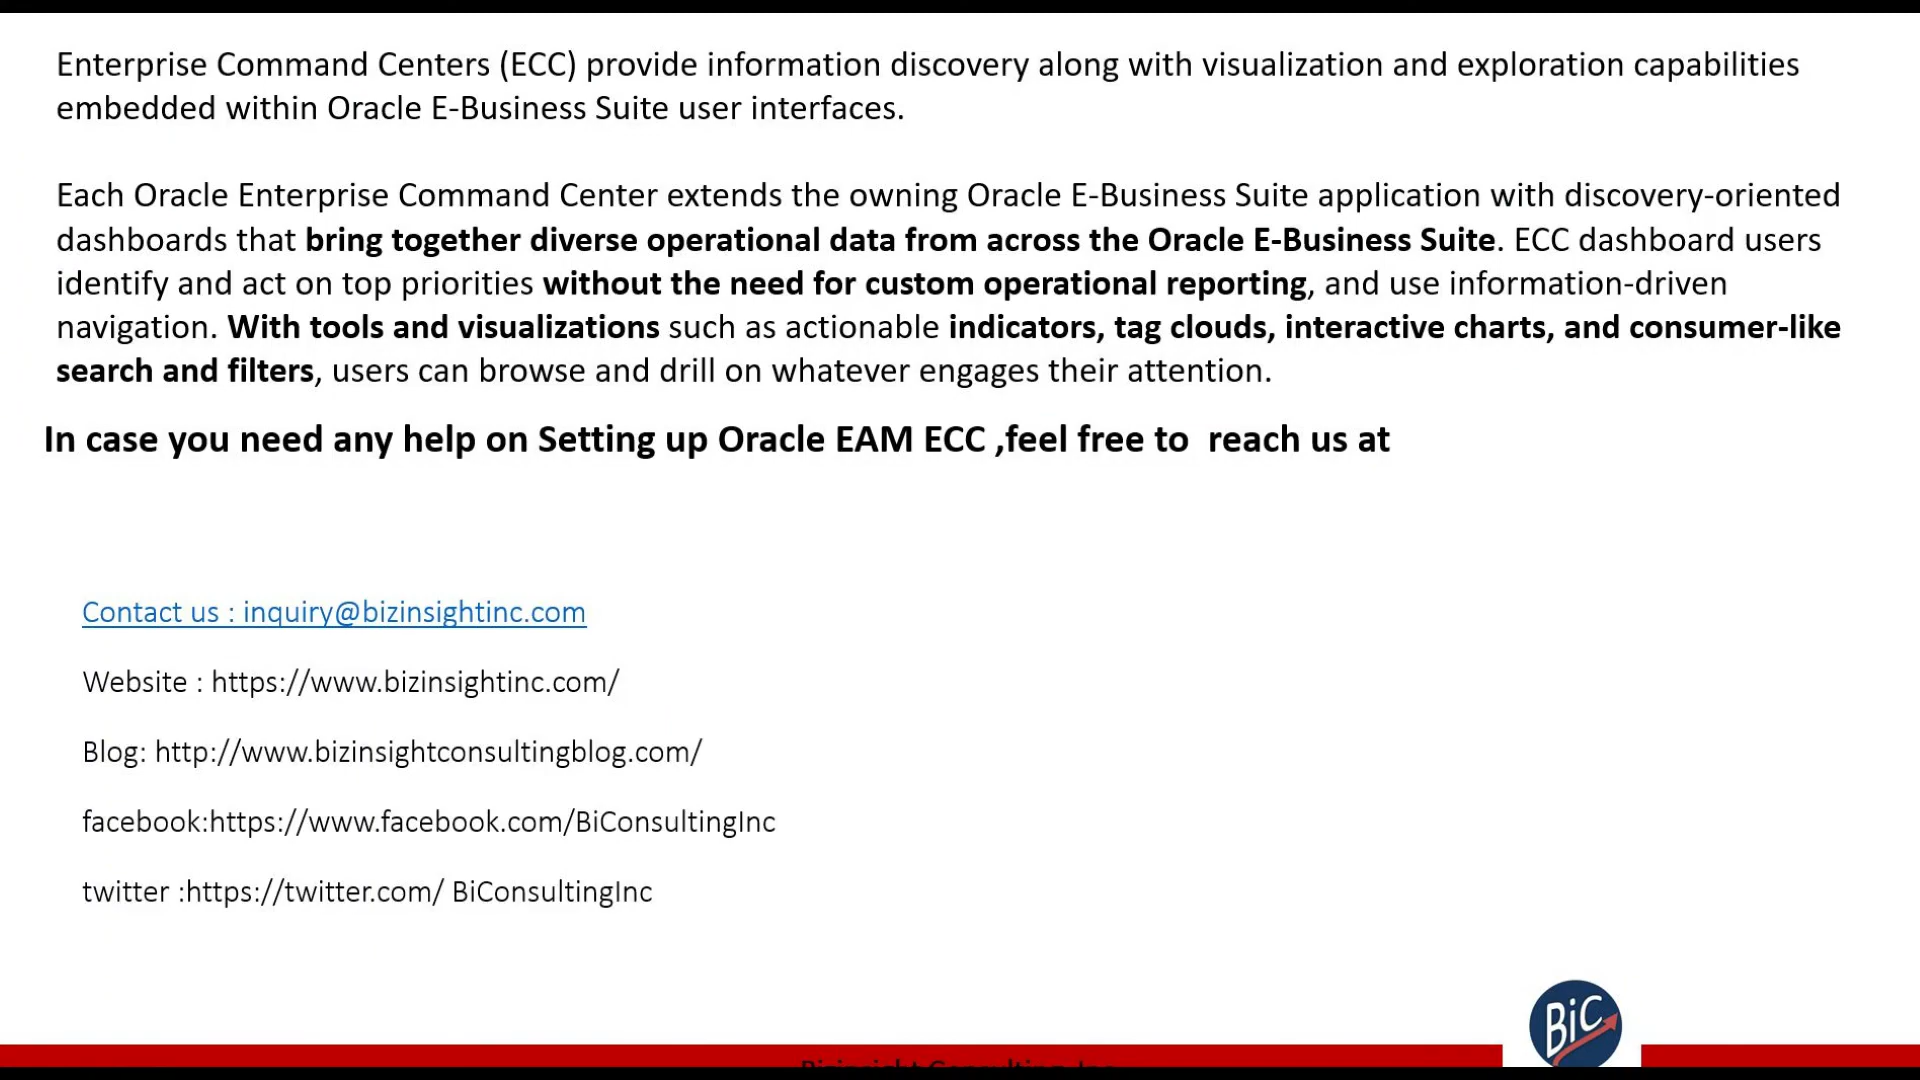 Enterprise Command Centers (ECC) provide information discovery along with visualization and exploration capabilities
embedded within Oracle E-Business Suite user interfaces.
Each Oracle Enterprise Command Center extends the owning Oracle E-Business Suite application with discovery-oriented
dashboards that bring together diverse operational data from across the Oracle E-Business Suite. ECC dashboard users
identify and act on top priorities without the need for custom operational reporting, and use information-driven
navigation. With tools and visualizations such as actionable indicators, tag clouds, interactive charts, and consumer-like
search and filters, users can browse and drill on whatever engages their attention.
In case you need any help on Setting up Oracle EAM ECC ,feel free to  reach us at
Contact us : inquiry@bizinsightinc.com
Website : https://www.bizinsightinc.com/
Blog: http://www.bizinsightconsultingblog.com/
facebook:https://www.facebook.com/BiConsultingInc
twitter :https://twitter.com/ BiConsultingInc
BiC